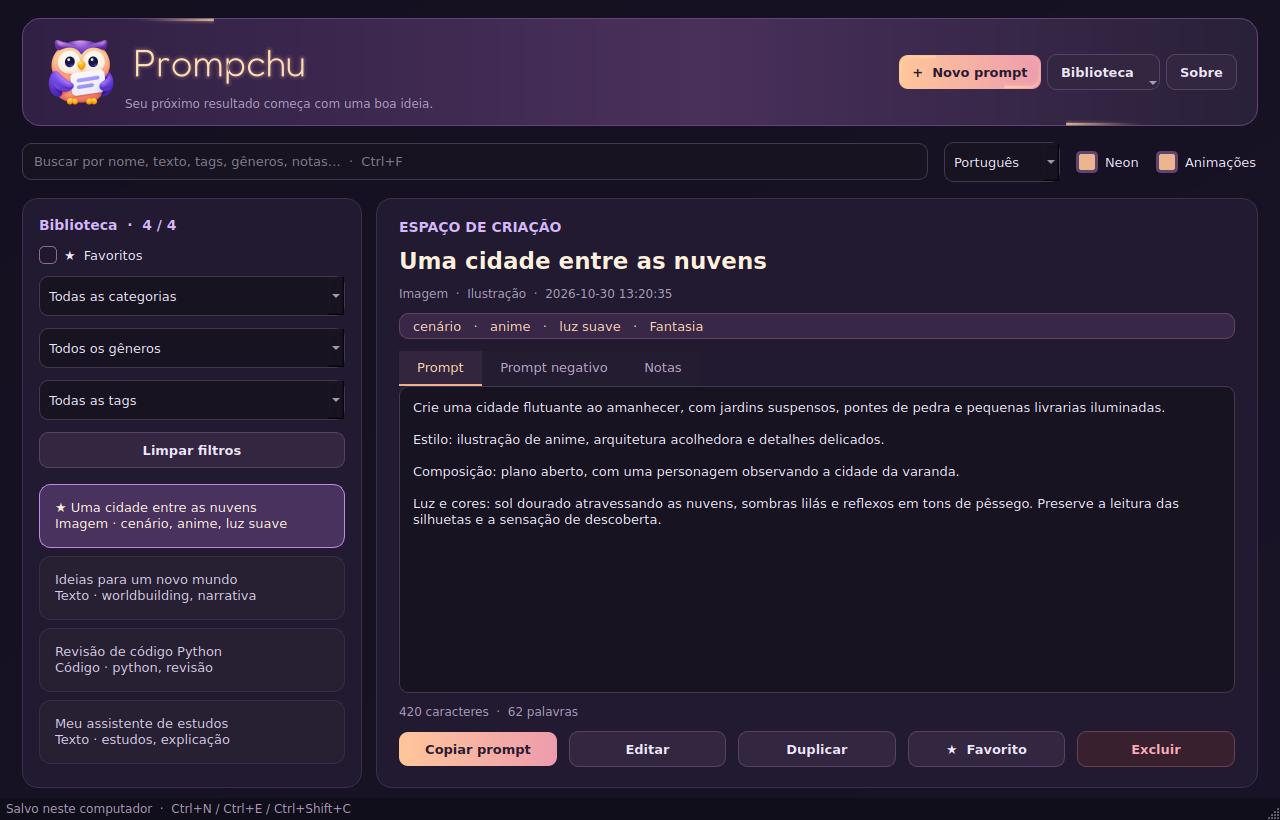 Prompchu
Seu próximo resultado começa com uma boa ideia.
+ Novo prompt
Biblioteca
Sobre
Buscar por nome, texto, tags, gêneros, notas... · Ctrl+F
Português
Neon
Animações
Biblioteca · 4 / 4
★ Favoritos
Todas as categorias
Todos os gêneros
Todas as tags
Limpar filtros
★ Uma cidade entre as nuvens
Imagem · cenário, anime, luz suave
Ideias para um novo mundo
Texto · worldbuilding, narrativa
Revisão de código Python
Código · python, revisão
Meu assistente de estudos
Texto · estudos, explicação
ESPAÇO DE CRIAÇÃO
Uma cidade entre as nuvens
Imagem · Ilustração · 2026-10-30 13:20:35
cenário · anime · luz suave · Fantasia
Prompt
Prompt negativo
Notas
Crie uma cidade flutuante ao amanhecer, com jardins suspensos, pontes de pedra e pequenas livrarias iluminadas.
Estilo: ilustração de anime, arquitetura acolhedora e detalhes delicados.
Composição: plano aberto, com uma personagem observando a cidade da varanda.
Luz e cores: sol dourado atravessando as nuvens, sombras lilás e reflexos em tons de pêssego. Preserve a leitura das
silhuetas e a sensação de descoberta.
420 caracteres · 62 palavras
Copiar prompt
Editar
Duplicar
★ Favorito
Excluir
Salvo neste computador · Ctrl+N / Ctrl+E / Ctrl+Shift+C